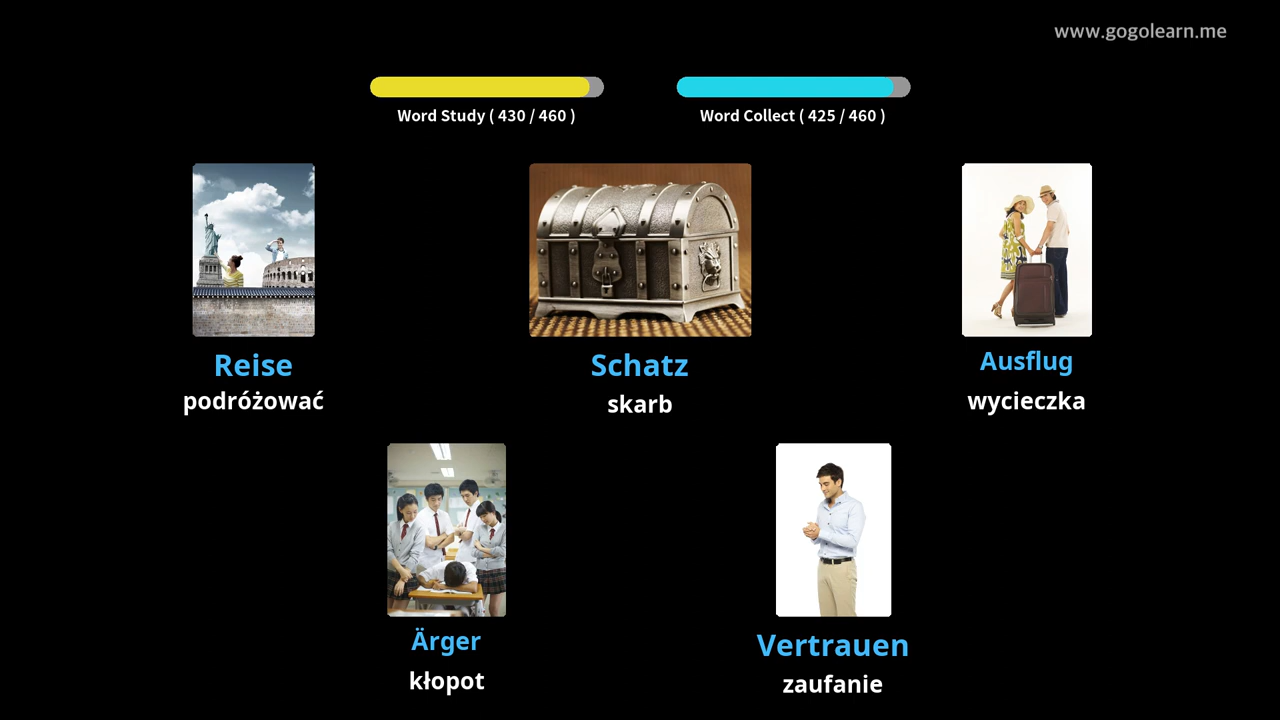 www.gogolearn.me
Word Study ( 430 / 460 )
Word Collect ( 425 / 460 )
Reise
podróżować
Schatz
skarb
Ausflug
wycieczka
Ärger
kłopot
Vertrauen
zaufanie